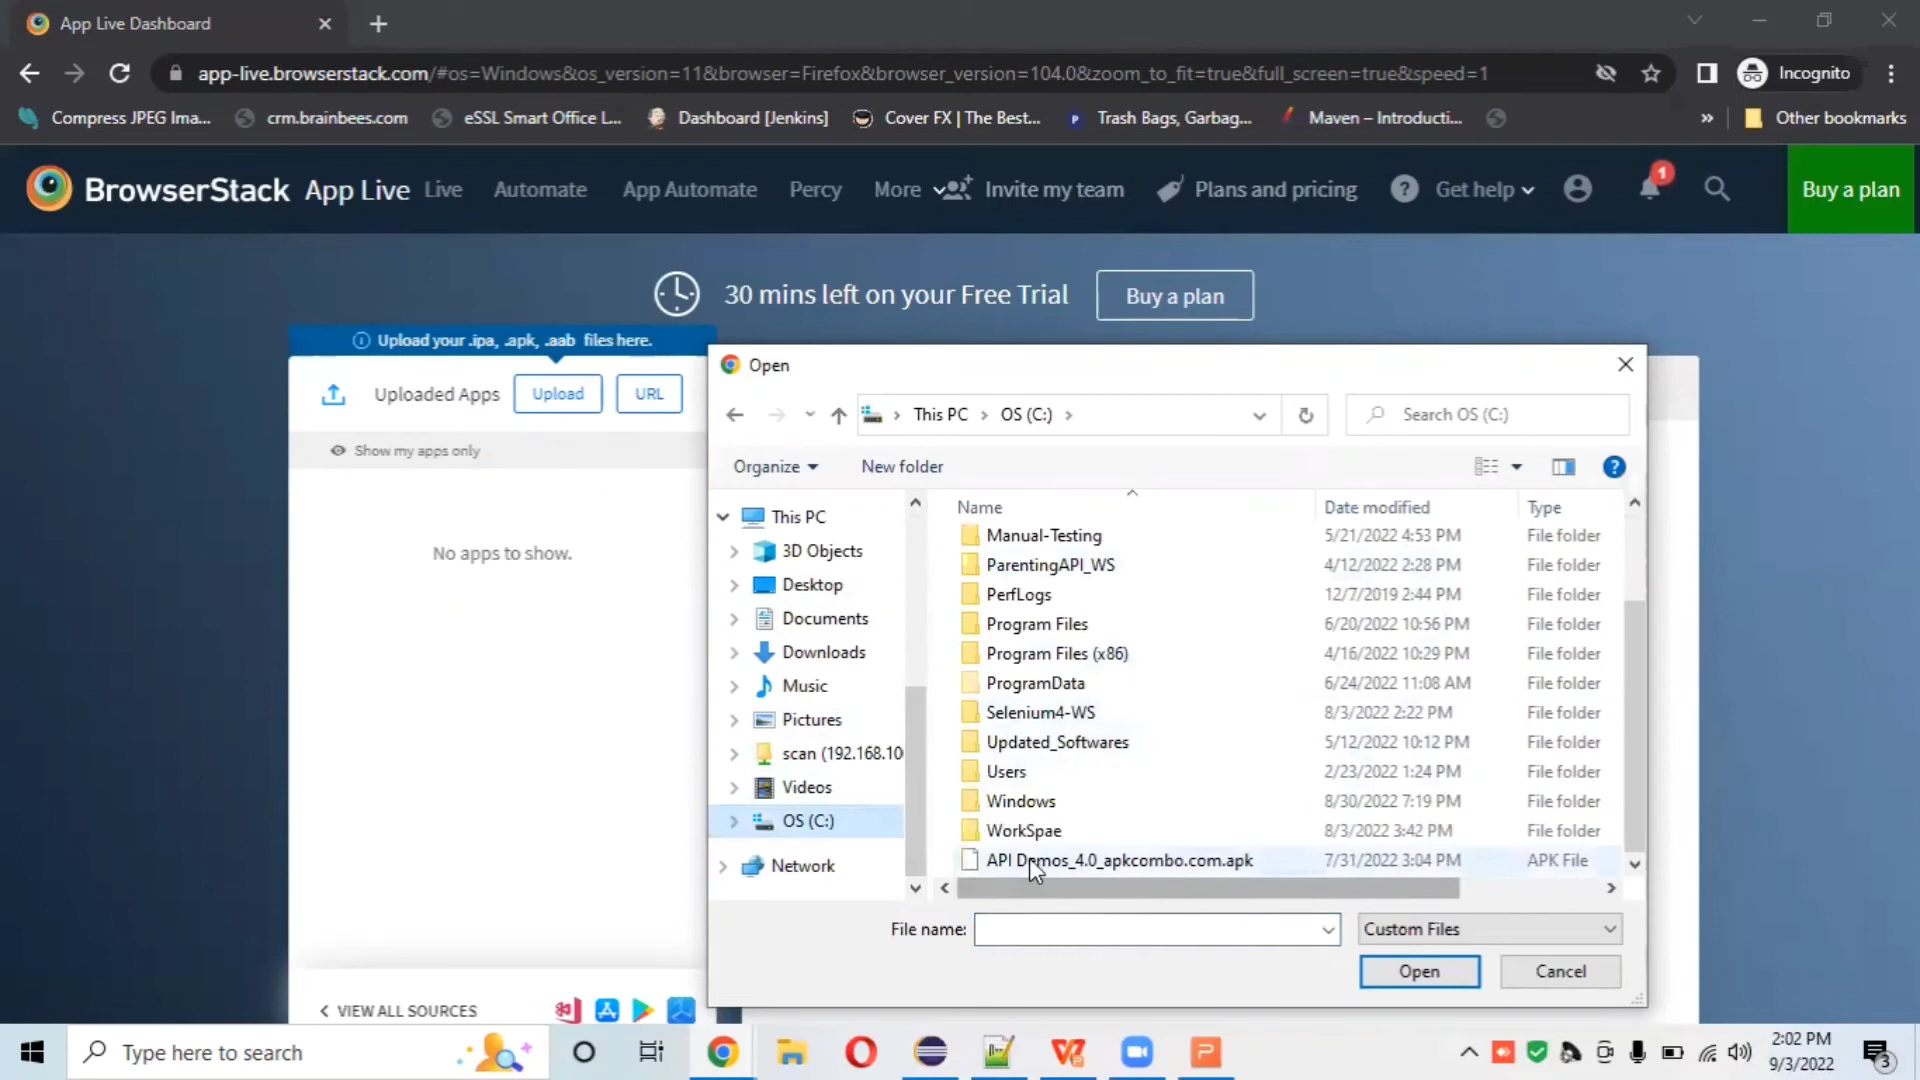 App Live Dashboard
app-live.browserstack.com/#os=Windows&os_version=11&browser=Firefox&browser_version=104.0&zoom_to_fit=true&full_screen=true&speed=1
Incognito
Compress JPEG Ima...
crm.brainbees.com
eSSL Smart Office L...
Dashboard [Jenkins]
Cover FX | The Best...
Trash Bags, Garbag...
Maven – Introducti...
»
Other bookmarks
BrowserStack App Live
Live
Automate
App Automate
Percy
More
Invite my team
Plans and pricing
Get help
1
Buy a plan
30 mins left on your Free Trial
Buy a plan
Upload your .ipa, .apk, .aab files here.
Uploaded Apps
Upload
URL
Show my apps only
No apps to show.
VIEW ALL SOURCES
Open
This PC > OS (C:) >
Search OS (C:)
Organize
New folder
This PC
3D Objects
Desktop
Documents
Downloads
Music
Pictures
scan (192.168.10
Videos
OS (C:)
Network
Name Date modified Type
Manual-Testing 5/21/2022 4:53 PM File folder
ParentingAPI_WS 4/12/2022 2:28 PM File folder
PerfLogs 12/7/2019 2:44 PM File folder
Program Files 6/20/2022 10:56 PM File folder
Program Files (x86) 4/16/2022 10:29 PM File folder
ProgramData 6/24/2022 11:08 AM File folder
Selenium4-WS 8/3/2022 2:22 PM File folder
Updated_Softwares 5/12/2022 10:12 PM File folder
Users 2/23/2022 1:24 PM File folder
Windows 8/30/2022 7:19 PM File folder
WorkSpae 8/3/2022 3:42 PM File folder
API Demos_4.0_apkcombo.com.apk 7/31/2022 3:04 PM APK File
File name:
Custom Files
Open
Cancel
Type here to search
2:02 PM
9/3/2022
3